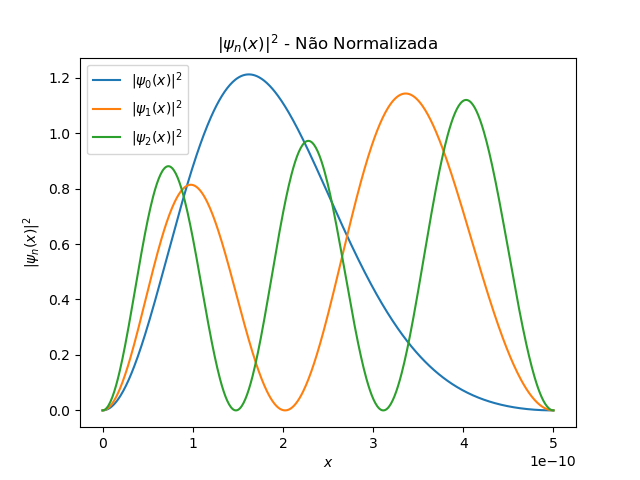 |ψₙ(x)|² - Não Normalizada
|ψ₀(x)|²
|ψ₁(x)|²
|ψ₂(x)|²
|ψₙ(x)|²
1.2
1.0
0.8
0.6
0.4
0.2
0.0
0 1 2 3 4 5
x
1e−10